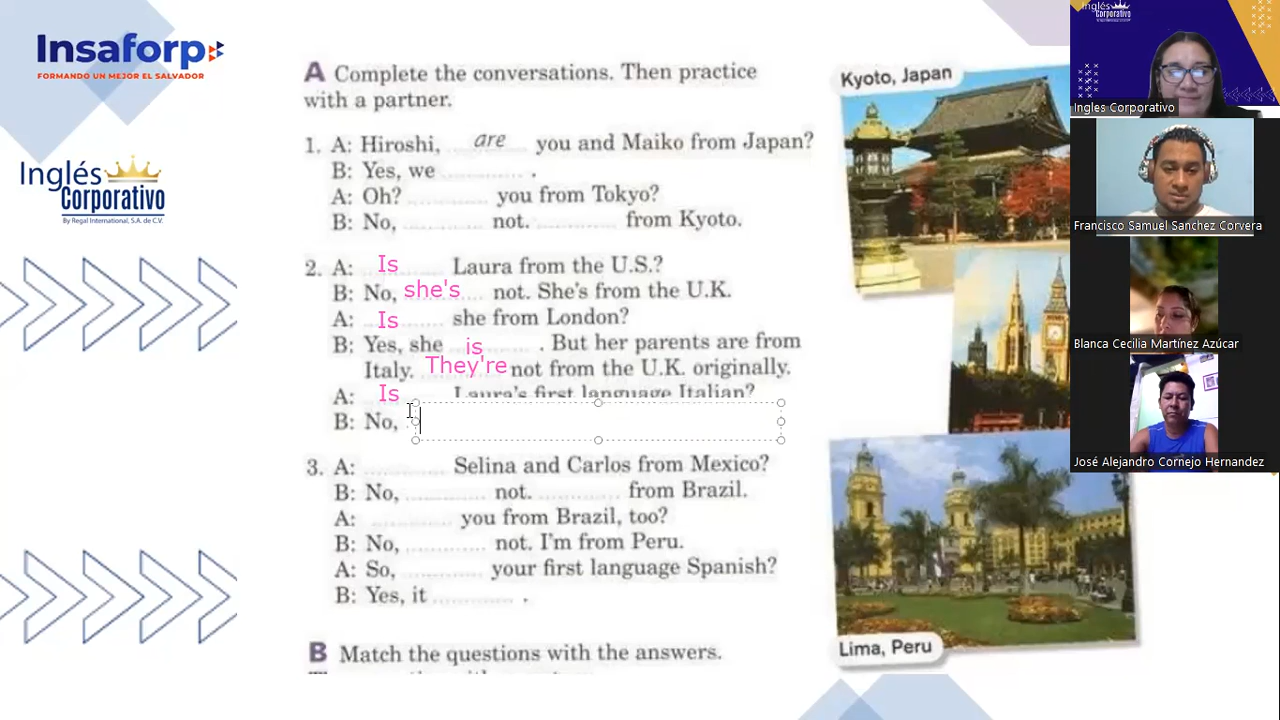 Insaforp
FORMANDO UN MEJOR EL SALVADOR
Inglés
Corporativo
By Regal International, S.A. de C.V.
A Complete the conversations. Then practice
with a partner.
1. A: Hiroshi, are you and Maiko from Japan?
B: Yes, we ............ .
A: Oh? ............ you from Tokyo?
B: No, ............ not. ............ from Kyoto.
2. A: Is Laura from the U.S.?
B: No, she's not. She's from the U.K.
A: Is she from London?
B: Yes, she is . But her parents are from
Italy. They're not from the U.K. originally.
A: Is Laura's first language Italian?
B: No,
3. A: ............ Selina and Carlos from Mexico?
B: No, ............ not. ............ from Brazil.
A: ............ you from Brazil, too?
B: No, ............ not. I'm from Peru.
A: So, ............ your first language Spanish?
B: Yes, it ............ .
B Match the questions with the answers.
Kyoto, Japan
Lima, Peru
Inglés
Corporativo
Ingles Corporativo
Francisco Samuel Sanchez Corvera
Blanca Cecilia Martínez Azúcar
José Alejandro Cornejo Hernandez